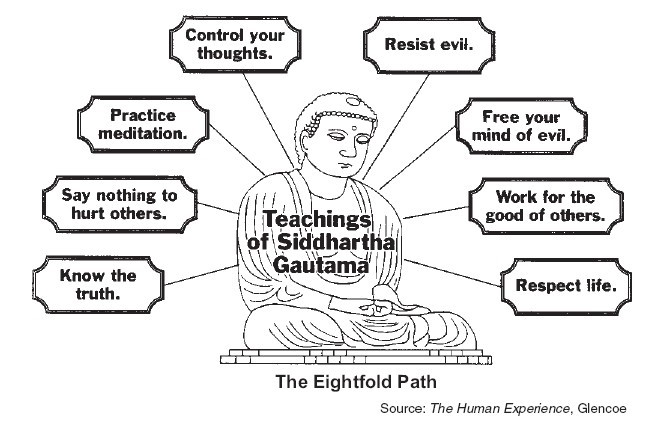 Control your
thoughts.
Resist evil.
Practice
meditation.
Free your
mind of evil.
Say nothing to
hurt others.
Work for the
good of others.
Know the
truth.
Respect life.
Teachings
of Siddhartha
Gautama
The Eightfold Path
Source: The Human Experience, Glencoe